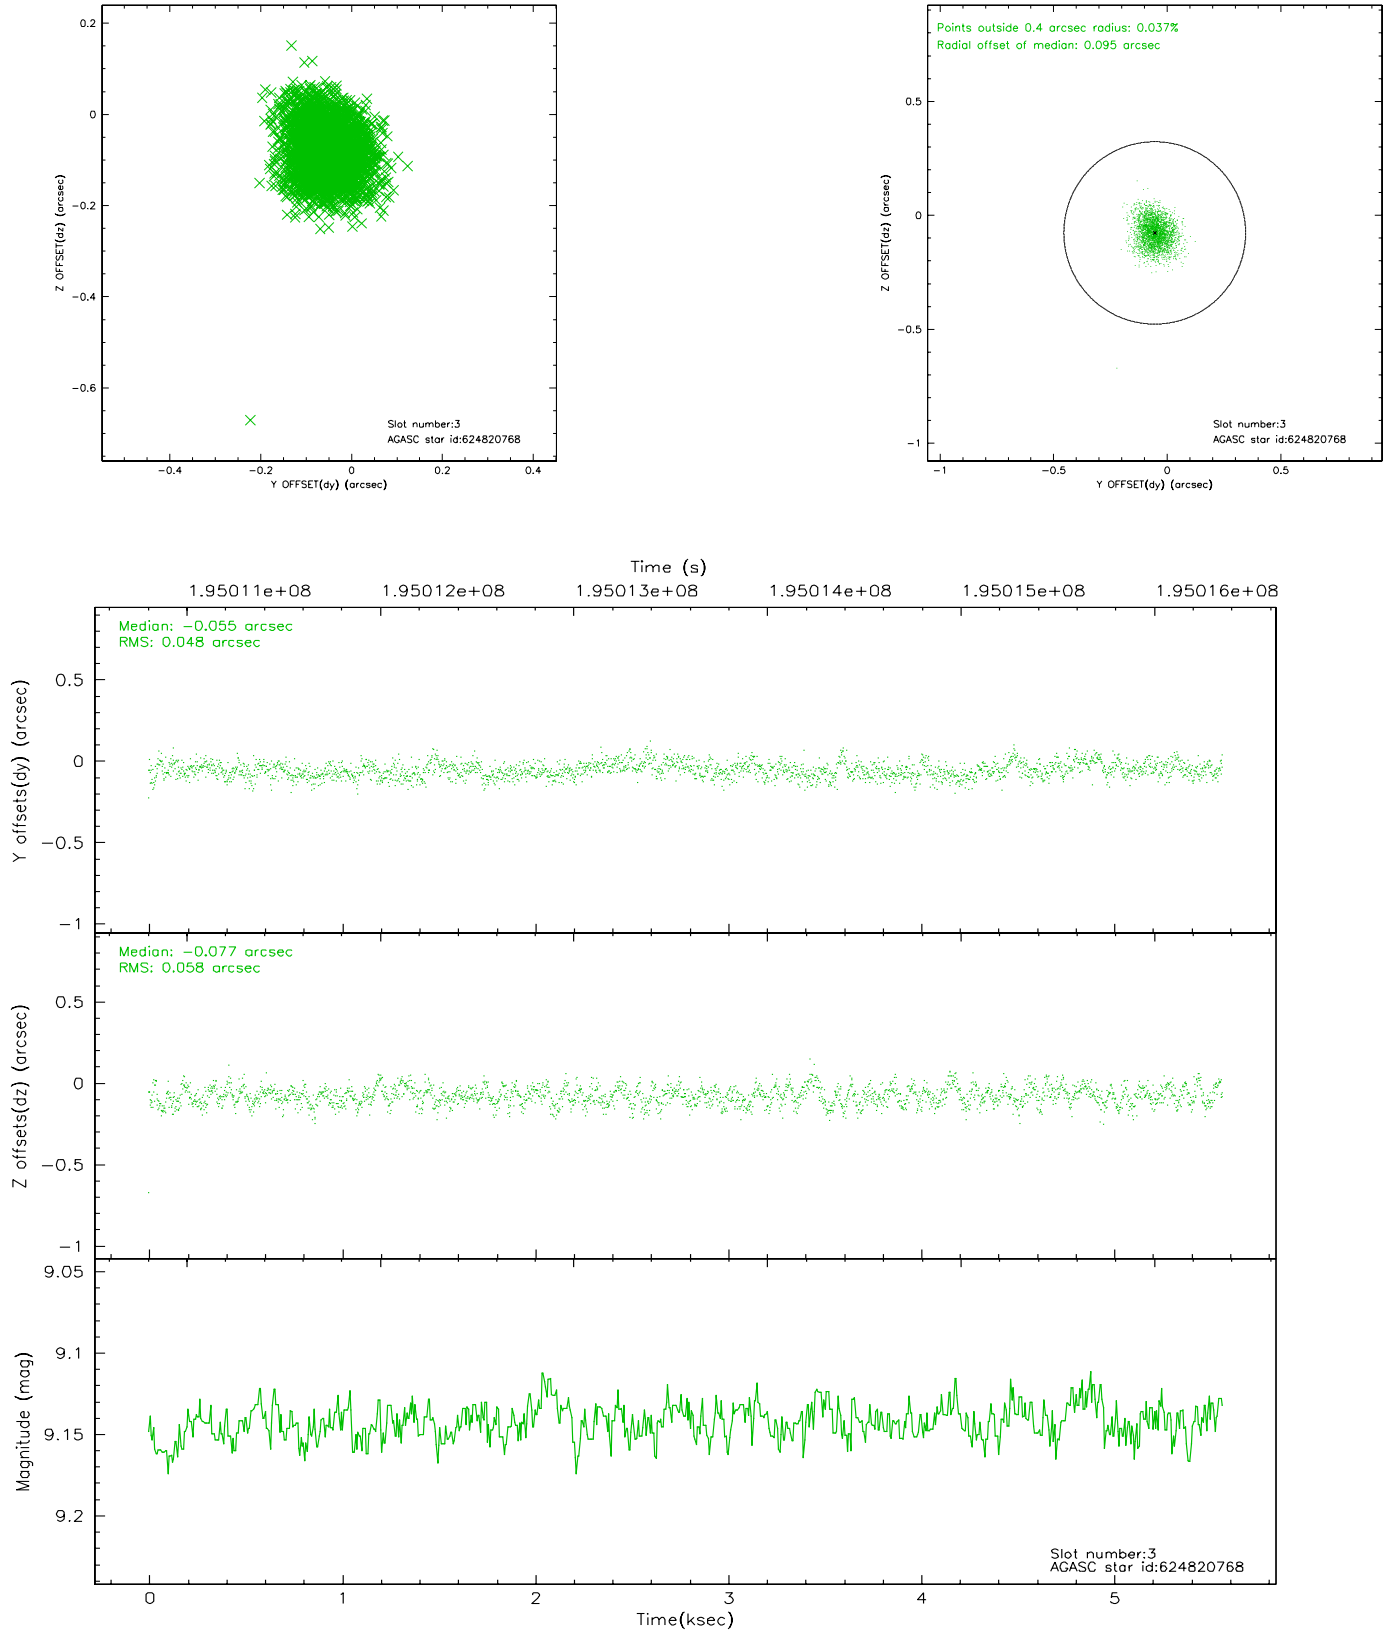 0.2
0
−0.2
−0.4
−0.6
Z OFFSET(dz) (arcsec)
Slot number:3
AGASC star id:624820768
−0.4 −0.2 0 0.2 0.4
Y OFFSET(dy) (arcsec)
Points outside 0.4 arcsec radius: 0.037%
Radial offset of median: 0.095 arcsec
0.5
0
−0.5
−1
Z OFFSET(dz) (arcsec)
Slot number:3
AGASC star id:624820768
−1 −0.5 0 0.5
Y OFFSET(dy) (arcsec)
Time (s)
1.95011e+08 1.95012e+08 1.95013e+08 1.95014e+08 1.95015e+08 1.95016e+08
Median: −0.055 arcsec
RMS: 0.048 arcsec
0.5
0
−0.5
−1
Y offsets(dy) (arcsec)
Median: −0.077 arcsec
RMS: 0.058 arcsec
0.5
0
−0.5
−1
Z offsets(dz) (arcsec)
9.05
9.1
9.15
9.2
Magnitude (mag)
Slot number:3
AGASC star id:624820768
0 1 2 3 4 5
Time(ksec)